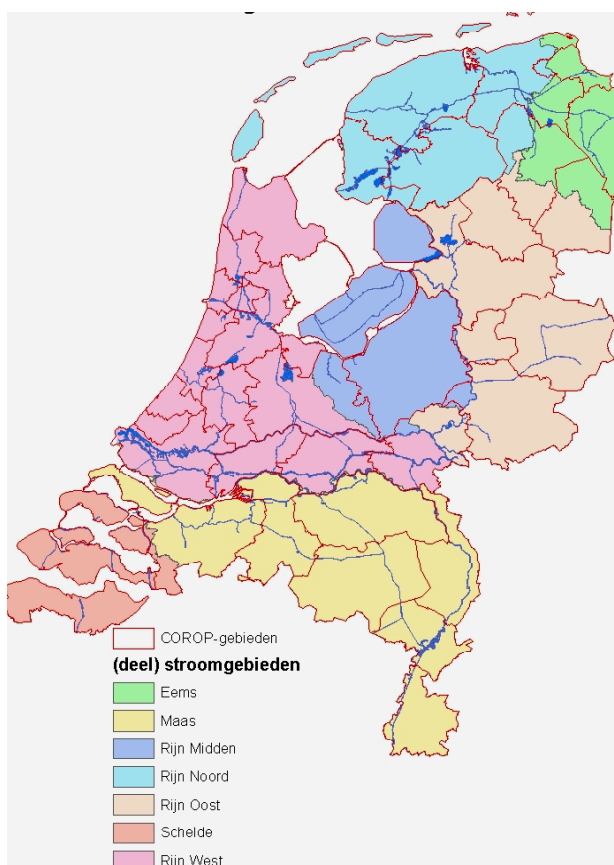 COROP-gebieden
(deel) stroomgebieden
Eems
Maas
Rijn Midden
Rijn Noord
Rijn Oost
Schelde
Rijn West